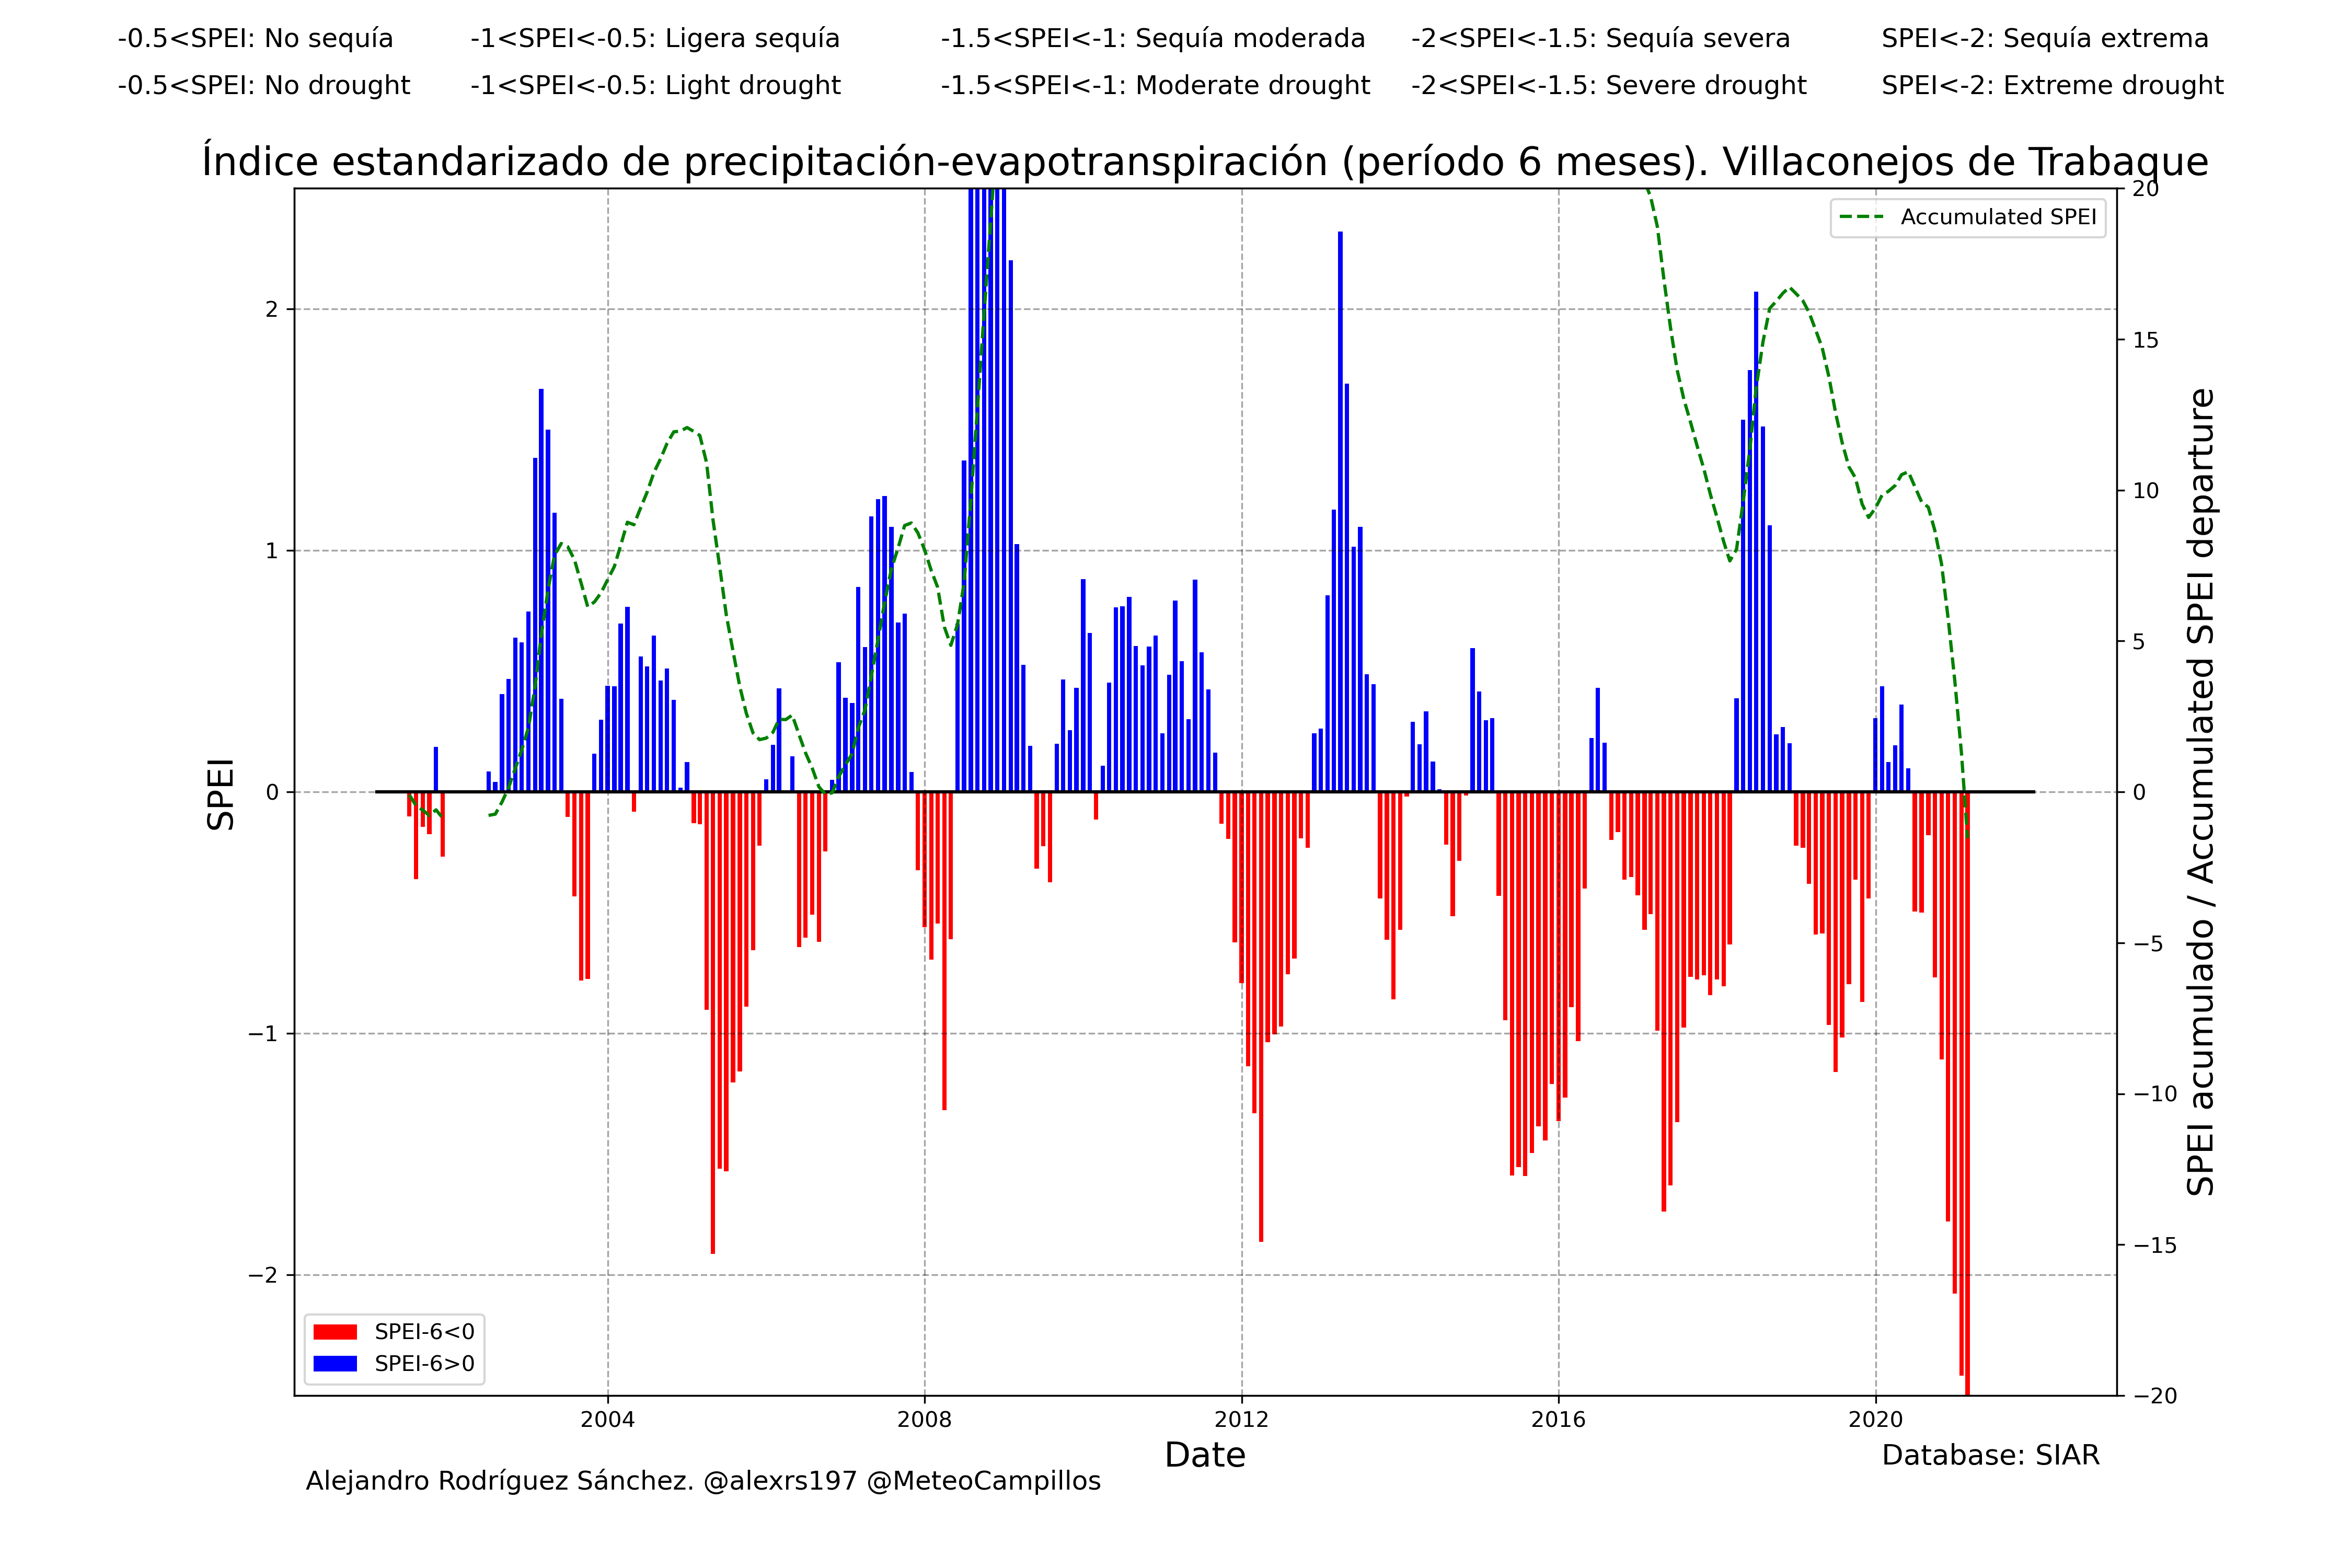 -0.5<SPEI: No sequía -1<SPEI<-0.5: Ligera sequía -1.5<SPEI<-1: Sequía moderada -2<SPEI<-1.5: Sequía severa SPEI<-2: Sequía extrema
-0.5<SPEI: No drought -1<SPEI<-0.5: Light drought -1.5<SPEI<-1: Moderate drought -2<SPEI<-1.5: Severe drought SPEI<-2: Extreme drought
Índice estandarizado de precipitación-evapotranspiración (período 6 meses). Villaconejos de Trabaque
Accumulated SPEI
SPEI
2
1
0
−1
−2
20
15
10
5
0
−5
−10
−15
−20
SPEI acumulado / Accumulated SPEI departure
SPEI-6<0
SPEI-6>0
2004 2008 2012 2016 2020
Date
Database: SIAR
Alejandro Rodríguez Sánchez. @alexrs197 @MeteoCampillos